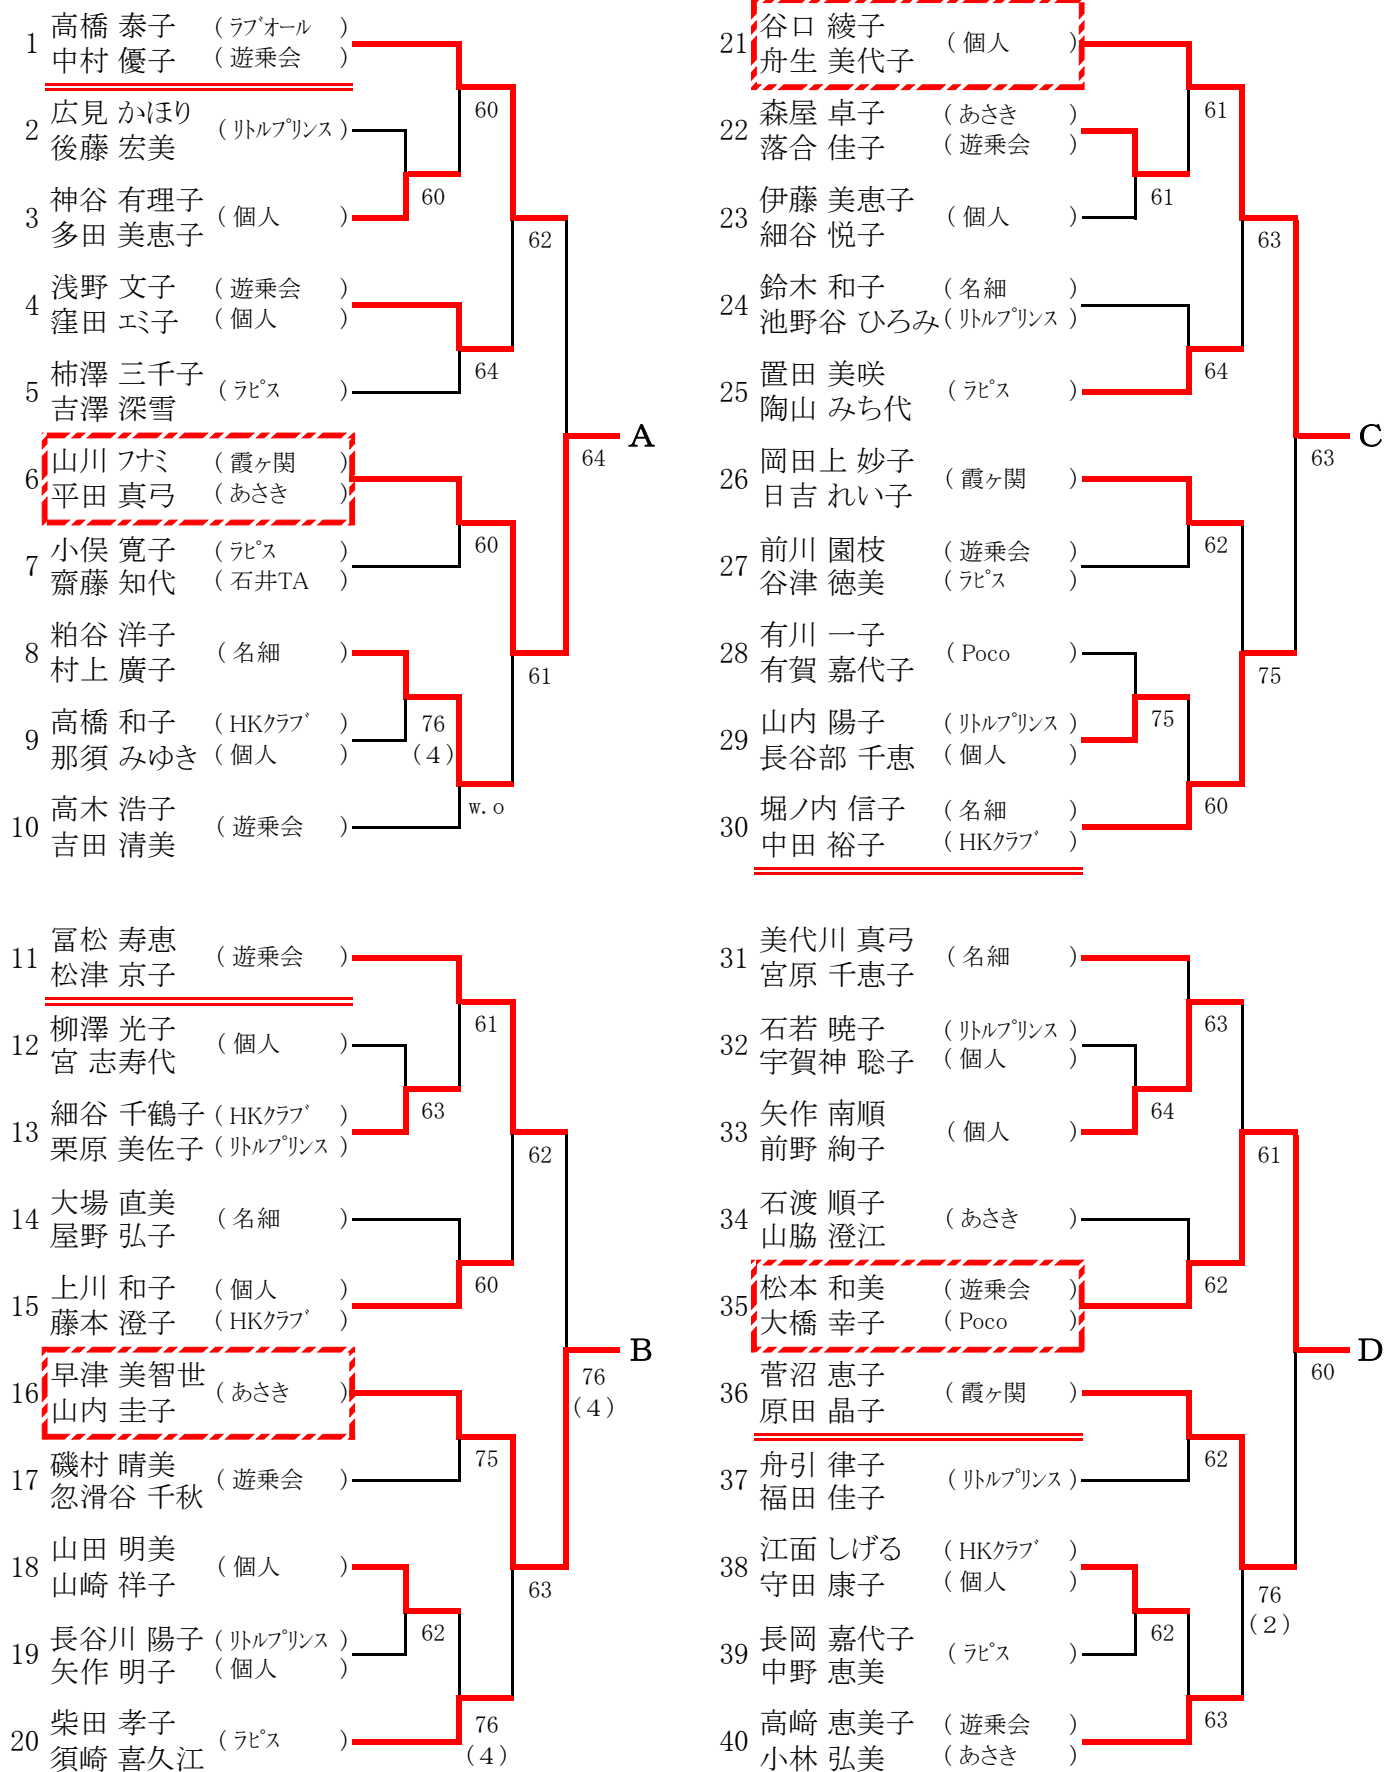 1 高橋 泰子 (ラブオール)
中村 優子 (遊乗会)
60
2 広見 かほり (リトルプリンス)
後藤 宏美
60
3 神谷 有理子 (個人)
多田 美恵子
62
4 浅野 文子 (遊乗会)
窪田 エミ子 (個人)
64
5 柿澤 三千子 (ラピス)
吉澤 深雪
A
64
6 山川 フナミ (霞ヶ関)
平田 真弓 (あさき)
60
7 小俣 寛子 (ラピス)
齋藤 知代 (石井TA)
8 粕谷 洋子 (名細)
村上 廣子
61
9 高橋 和子 (HKクラブ)
那須 みゆき (個人)
76
(4)
w.o
10 高木 浩子 (遊乗会)
吉田 清美
11 冨松 寿恵 (遊乗会)
松津 京子
61
12 柳澤 光子 (個人)
宮 志寿代
63
13 細谷 千鶴子 (HKクラブ)
栗原 美佐子 (リトルプリンス)
62
14 大場 直美 (名細)
屋野 弘子
60
15 上川 和子 (個人)
藤本 澄子 (HKクラブ)
B
76
(4)
16 早津 美智世 (あさき)
山内 圭子
75
17 磯村 晴美 (遊乗会)
忍滑谷 千秋
18 山田 明美 (個人)
山崎 祥子
63
62
19 長谷川 陽子 (リトルプリンス)
矢作 明子 (個人)
76
(4)
20 柴田 孝子 (ラピス)
須崎 喜久江
21 谷口 綾子 (個人)
舟生 美代子
61
22 森屋 卓子 (あさき)
落合 佳子 (遊乗会)
61
23 伊藤 美恵子 (個人)
細谷 悦子
63
24 鈴木 和子 (名細)
池野谷 ひろみ (リトルプリンス)
64
25 置田 美咲 (ラピス)
陶山 みち代
C
63
26 岡田上 妙子 (霞ヶ関)
日吉 れい子
62
27 前川 園枝 (遊乗会)
谷津 徳美 (ラピス)
28 有川 一子 (Poco)
有賀 嘉代子
75
75
29 山内 陽子 (リトルプリンス)
長谷部 千恵 (個人)
60
30 堀ノ内 信子 (名細)
中田 裕子 (HKクラブ)
31 美代川 真弓 (名細)
宮原 千恵子
63
32 石若 暁子 (リトルプリンス)
宇賀神 聡子 (個人)
64
33 矢作 南順 (個人)
前野 絢子
61
34 石渡 順子 (あさき)
山脇 澄江
62
35 松本 和美 (遊乗会)
大橋 幸子 (Poco)
D
60
36 菅沼 恵子 (霞ヶ関)
原田 晶子
62
37 舟引 律子 (リトルプリンス)
福田 佳子
38 江面 しげる (HKクラブ)
守田 康子 (個人)
76
(2)
62
39 長岡 嘉代子 (ラピス)
中野 恵美
63
40 高﨑 恵美子 (遊乗会)
小林 弘美 (あさき)